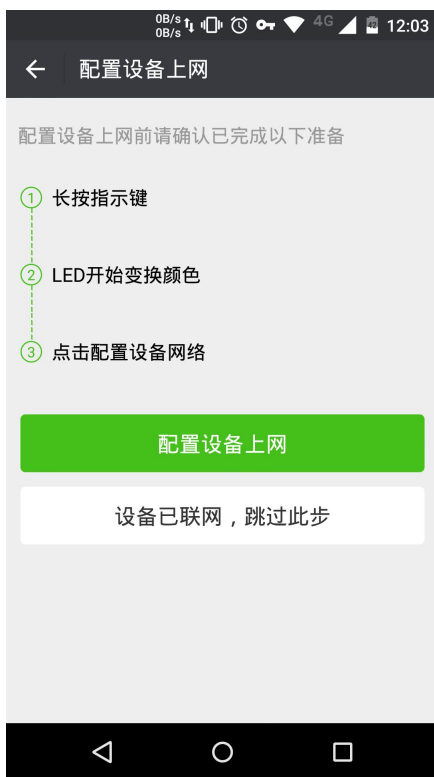 0B/s
0B/s
4G
42
12:03
配置设备上网
配置设备上网前请确认已完成以下准备
1 长按指示键
2 LED开始变换颜色
3 点击配置设备网络
配置设备上网
设备已联网，跳过此步